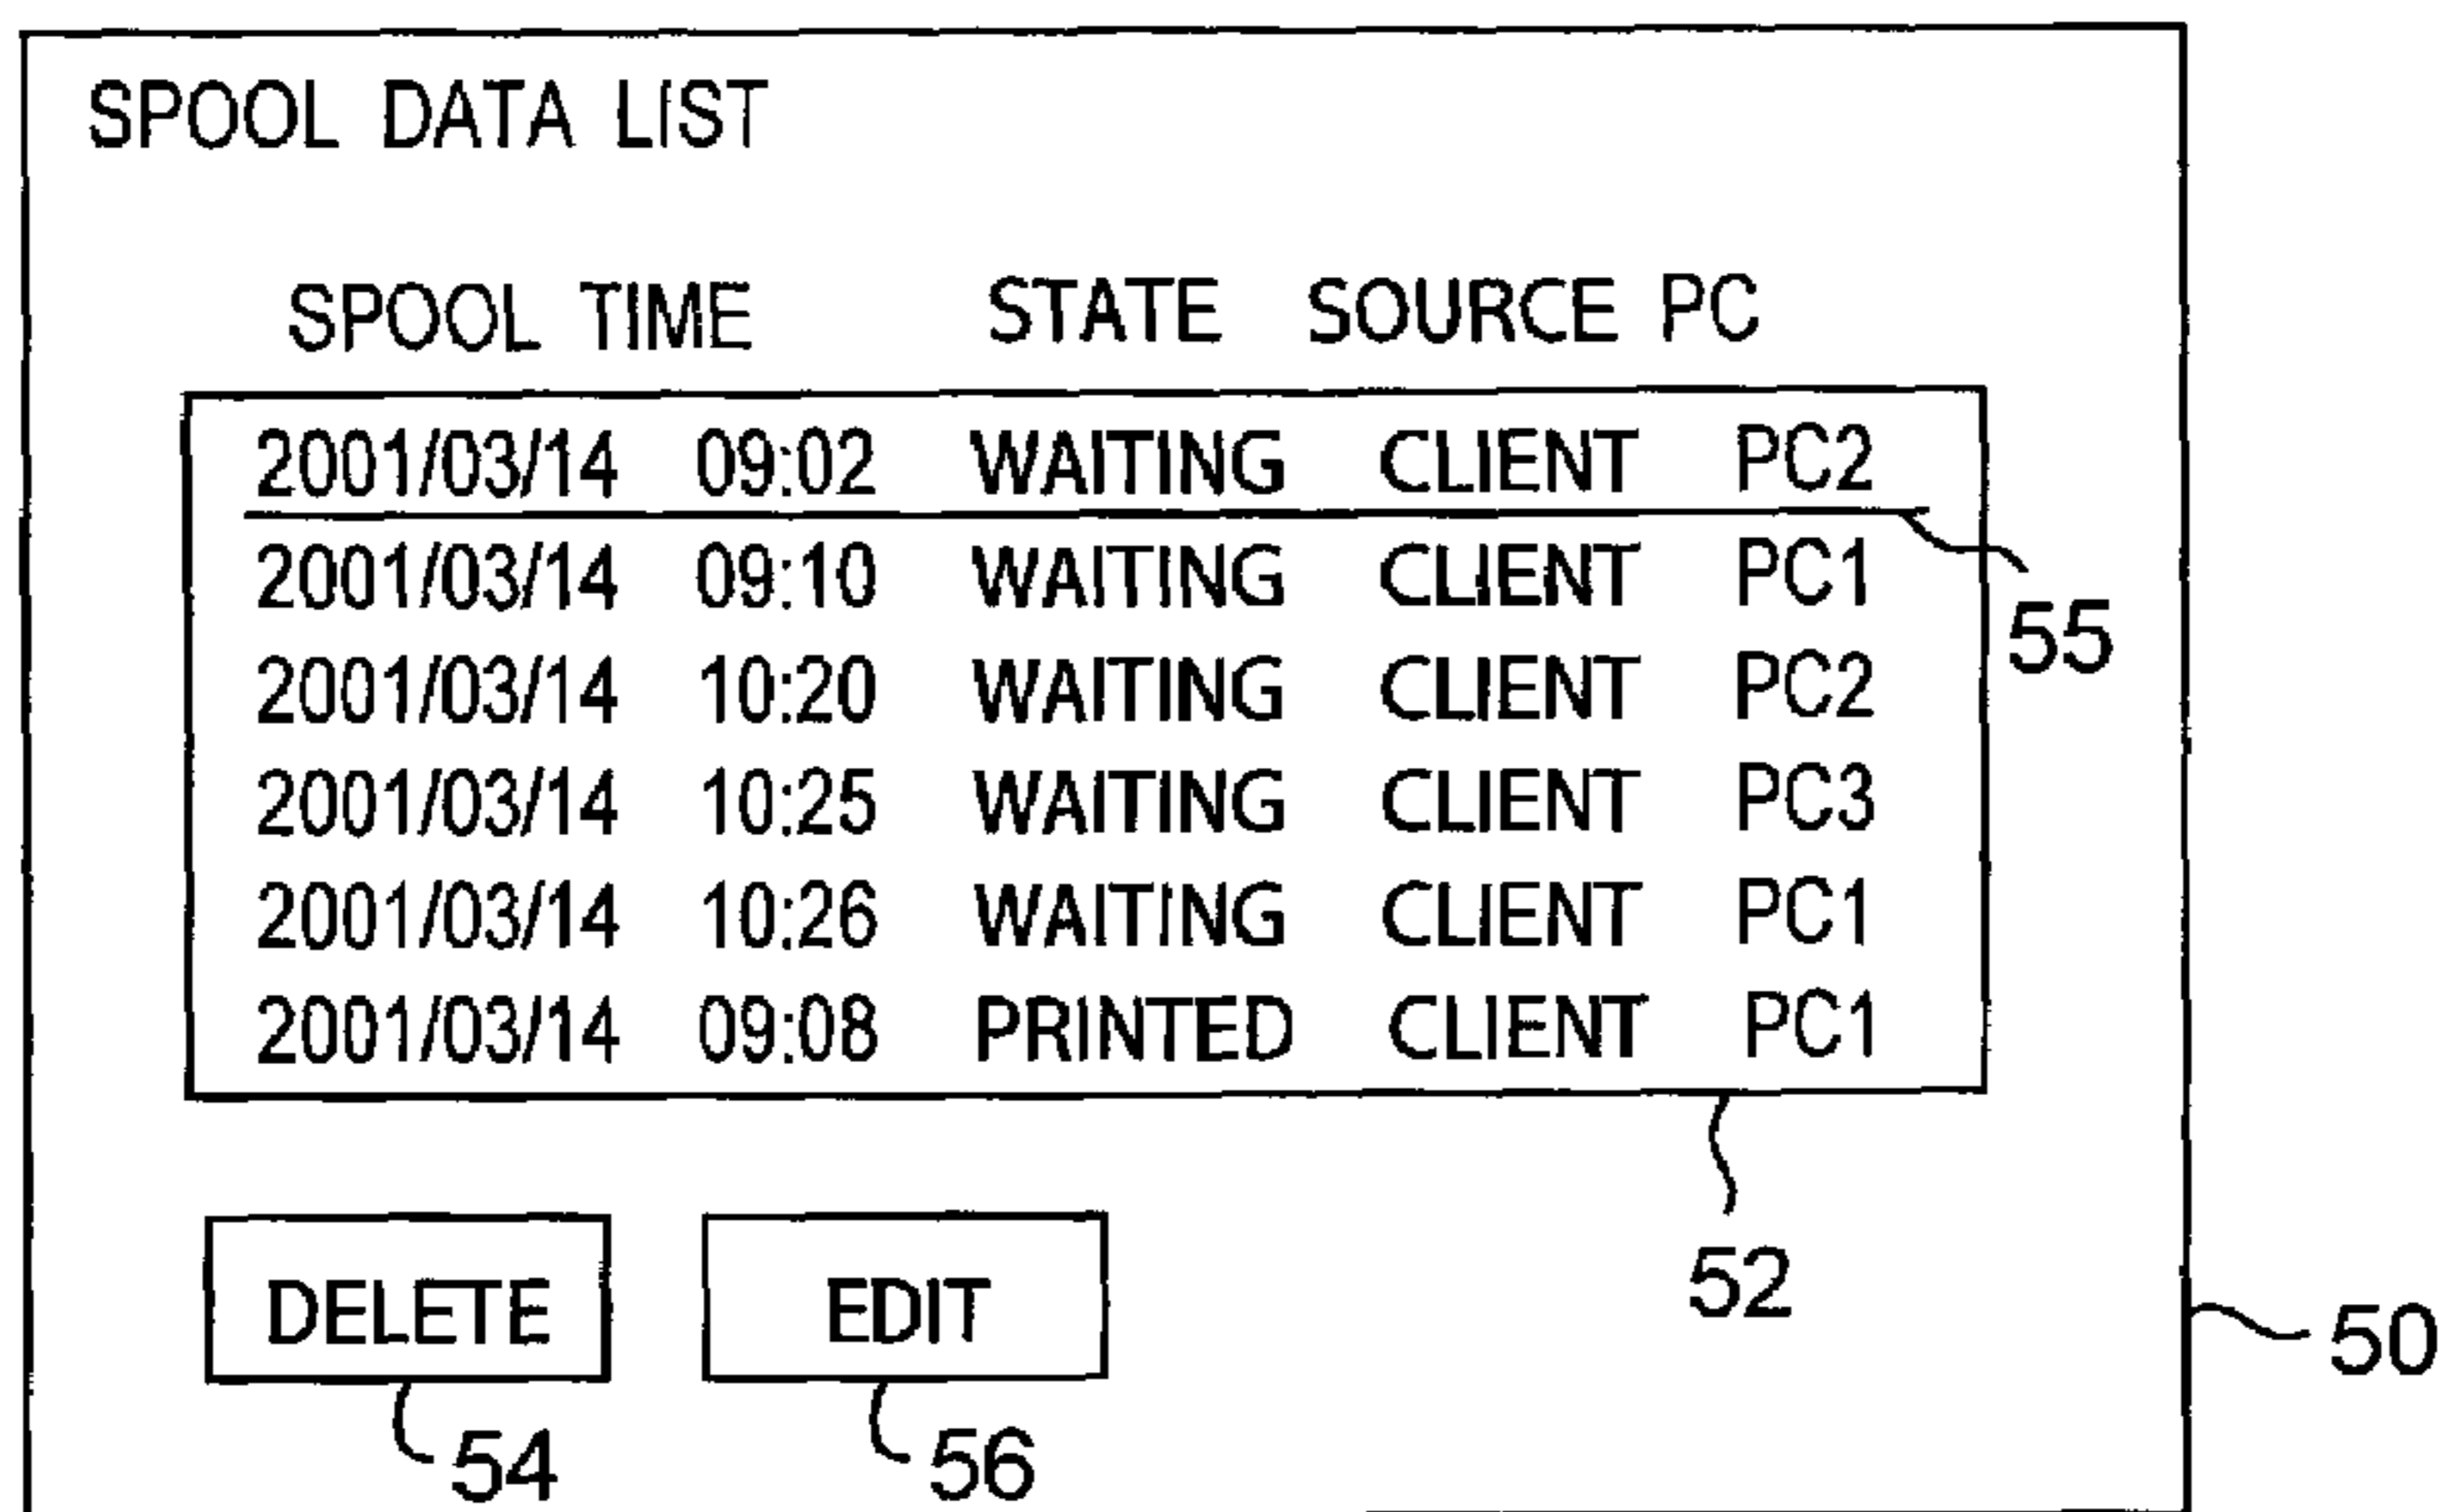 SPOOL DATA LIST
SPOOL TIME STATE SOURCE PC
2001/03/14 09:02 WAITING CLIENT PC2
2001/03/14 09:10 WAITING CLIENT PC1
55
2001/03/14 10:20 WAITING CLIENT PC2
2001/03/14 10:25 WAITING CLIENT PC3
2001/03/14 10:26 WAITING CLIENT PC1
2001/03/14 09:08 PRINTED CLIENT PC1
52
DELETE EDIT
50
54 56